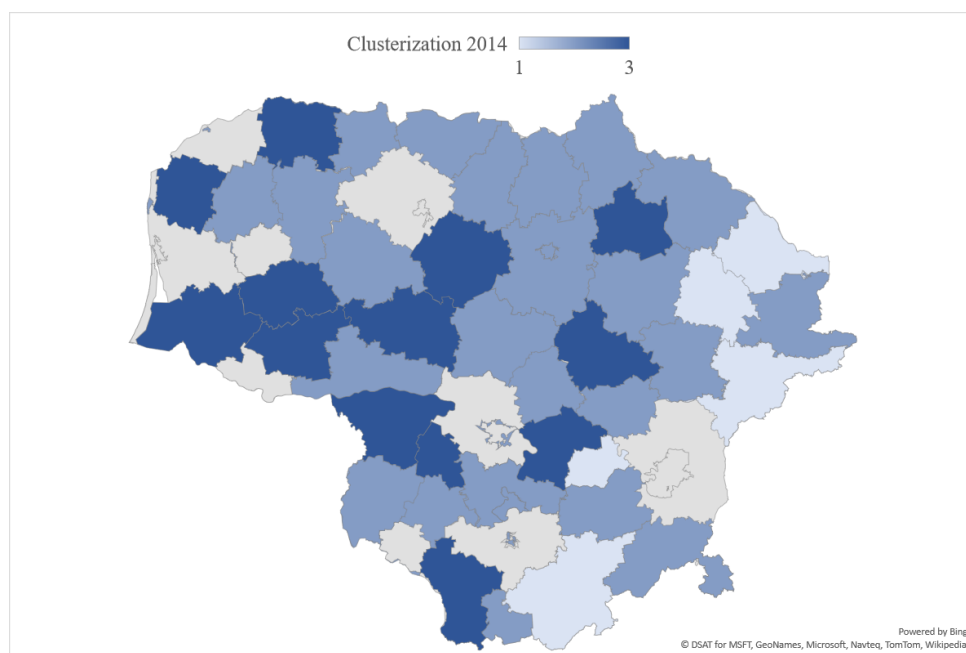 Clusterization 2014
1 3
Powered by Bing
© DSAT for MSFT, GeoNames, Microsoft, Navteq, TomTom, Wikipedia